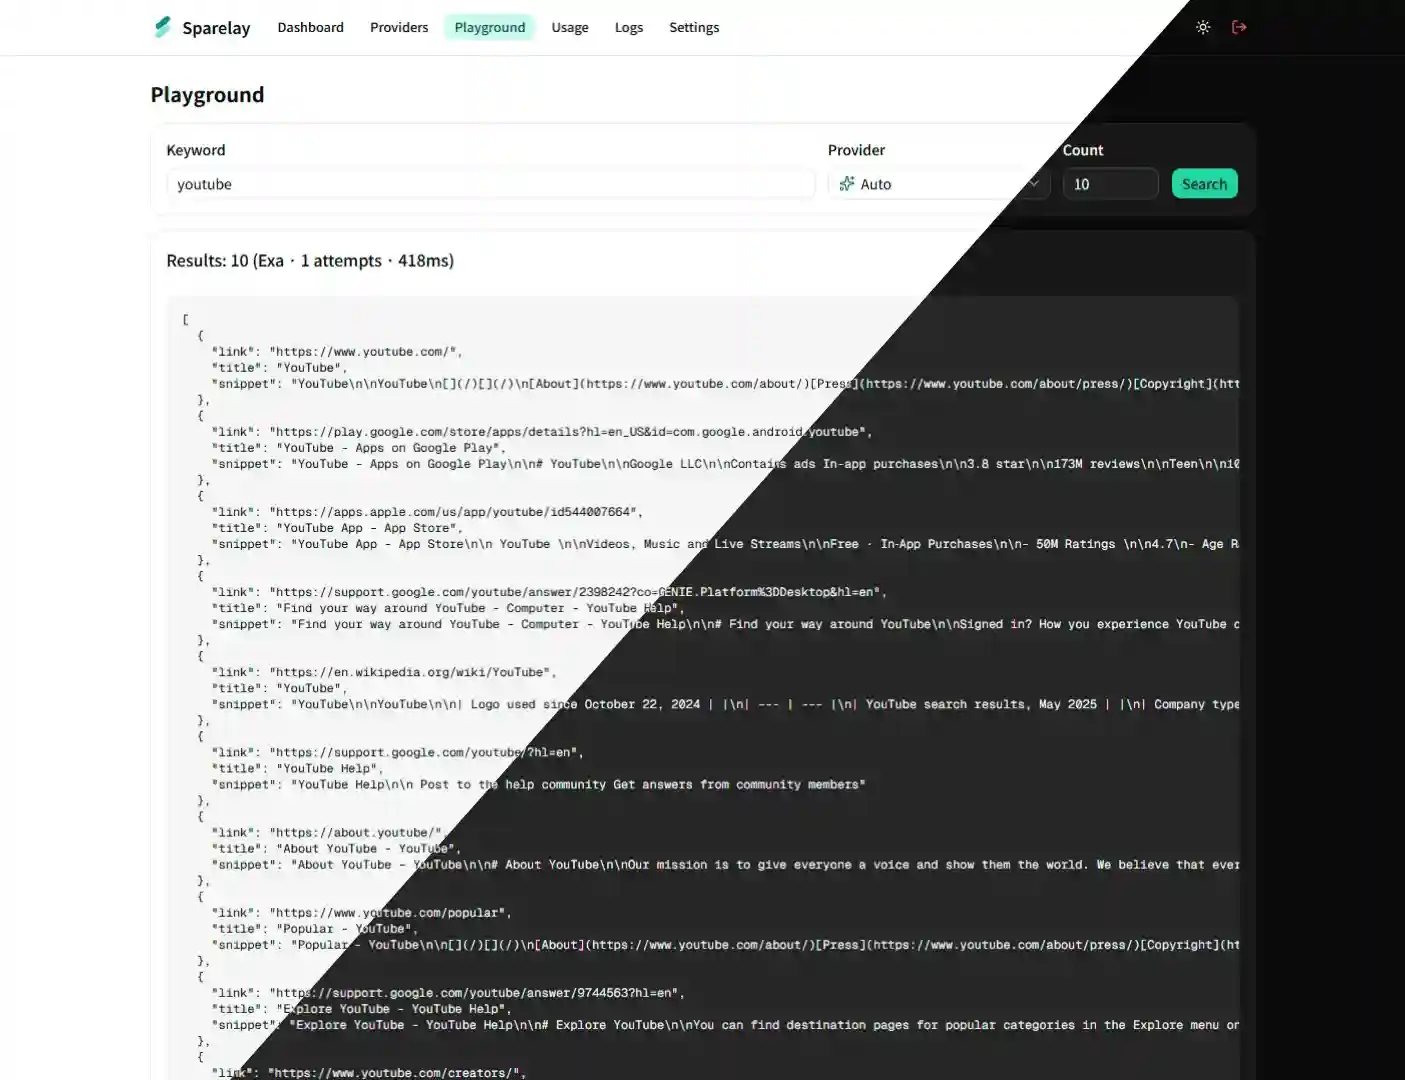 Sparelay Dashboard Providers Playground Usage Logs Settings
Playground
Keyword Provider Count
youtube Auto 10 Search
Results: 10 (Exa · 1 attempts · 418ms)
[
{
"link": "https://www.youtube.com/",
"title": "YouTube",
"snippet": "YouTube\n\nYouTube\n[](/)[](/)\n[About](https://www.youtube.com/about/)[Press](https://www.youtube.com/about/press/)[Copyright](htt
},
{
"link": "https://play.google.com/store/apps/details?hl=en_US&id=com.google.android.youtube",
"title": "YouTube - Apps on Google Play",
"snippet": "YouTube - Apps on Google Play\n\n# YouTube\n\nGoogle LLC\n\nContains ads In-app purchases\n\n3.8 star\n\n173M reviews\n\nTeen\n\n10
},
{
"link": "https://apps.apple.com/us/app/youtube/id544007664",
"title": "YouTube App - App Store",
"snippet": "YouTube App - App Store\n\n YouTube \n\nVideos, Music and Live Streams\n\nFree · In‑App Purchases\n\n- 50M Ratings \n\n4.7\n- Age R
},
{
"link": "https://support.google.com/youtube/answer/2398242?co=GENIE.Platform%3DDesktop&hl=en",
"title": "Find your way around YouTube - Computer - YouTube Help",
"snippet": "Find your way around YouTube - Computer - YouTube Help\n\n# Find your way around YouTube\n\nSigned in? How you experience YouTube d
},
{
"link": "https://en.wikipedia.org/wiki/YouTube",
"title": "YouTube",
"snippet": "YouTube\n\nYouTube\n\n| Logo used since October 22, 2024 | |\n| --- | --- |\n| YouTube search results, May 2025 | |\n| Company type
},
{
"link": "https://support.google.com/youtube/?hl=en",
"title": "YouTube Help",
"snippet": "YouTube Help\n\n Post to the help community Get answers from community members"
},
{
"link": "https://about.youtube/",
"title": "About YouTube - YouTube",
"snippet": "About YouTube - YouTube\n\n# About YouTube\n\nOur mission is to give everyone a voice and show them the world. We believe that ever
},
{
"link": "https://www.youtube.com/popular",
"title": "Popular - YouTube",
"snippet": "Popular - YouTube\n\n[](/)[](/)\n[About](https://www.youtube.com/about/)[Press](https://www.youtube.com/about/press/)[Copyright](ht
},
{
"link": "https://support.google.com/youtube/answer/9744563?hl=en",
"title": "Explore YouTube - YouTube Help",
"snippet": "Explore YouTube - YouTube Help\n\n# Explore YouTube\n\nYou can find destination pages for popular categories in the Explore menu on
},
{
"link": "https://www.youtube.com/creators/",